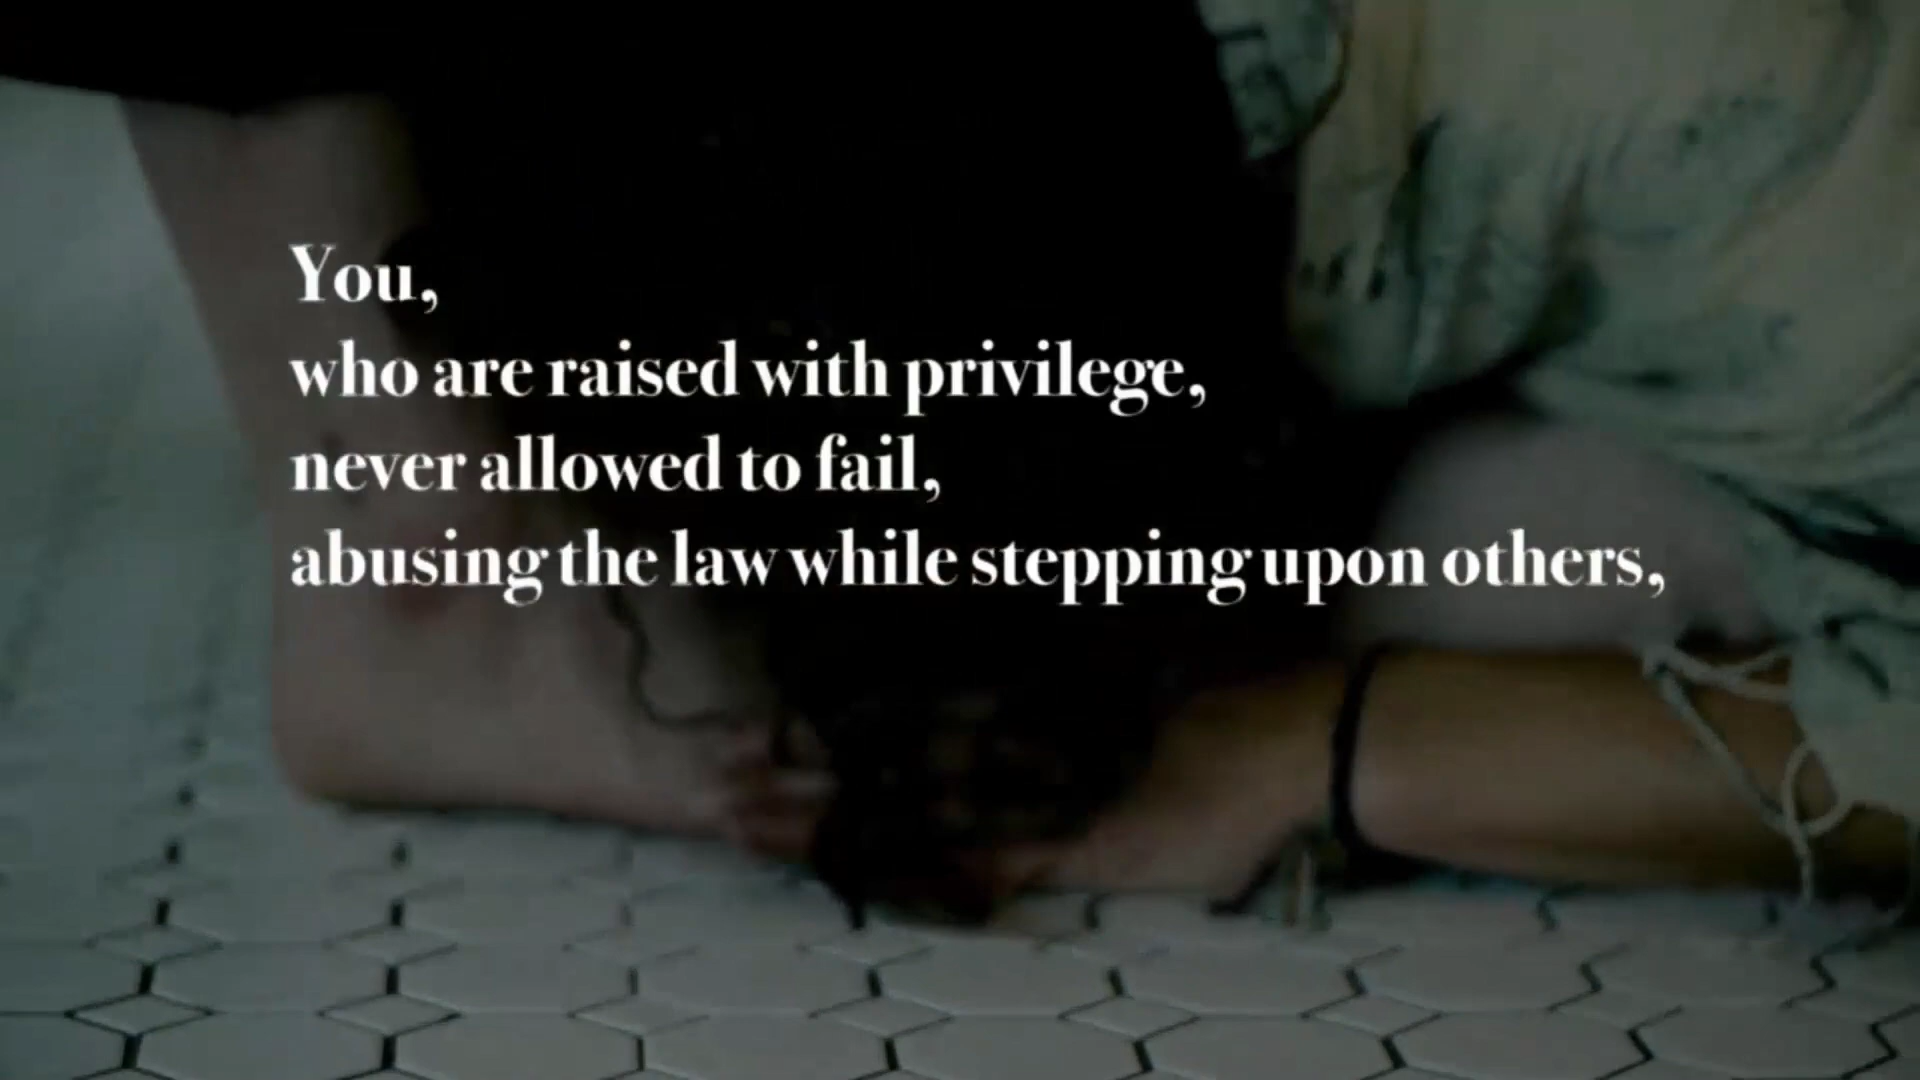 You,
who are raised with privilege,
never allowed to fail,
abusing the law while stepping upon others,